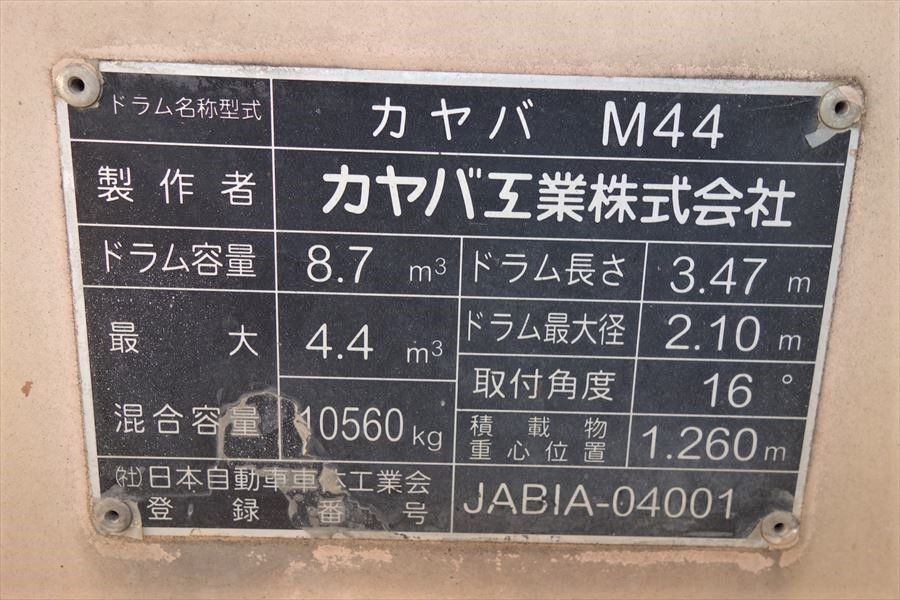 ドラム名称型式 カヤバ M44
製作者 カヤバ工業株式会社
ドラム容量 8.7 m³ ドラム長さ 3.47 m
最大 4.4 m³ ドラム最大径 2.10 m
取付角度 16°
混合容量 10560 kg 積載物
重心位置 1.260 m
(社)日本自動車車体工業会
登録番号 JABIA-04001